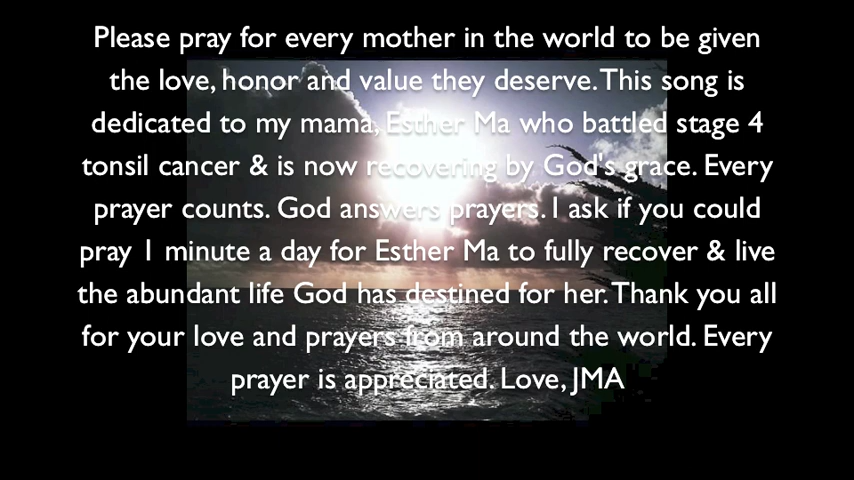 Please pray for every mother in the world to be given
the love, honor and value they deserve. This song is
dedicated to my mama, Esther Ma who battled stage 4
tonsil cancer & is now recovering by God's grace. Every
prayer counts. God answers prayers. I ask if you could
pray 1 minute a day for Esther Ma to fully recover & live
the abundant life God has destined for her. Thank you all
for your love and prayers from around the world. Every
prayer is appreciated. Love, JMA